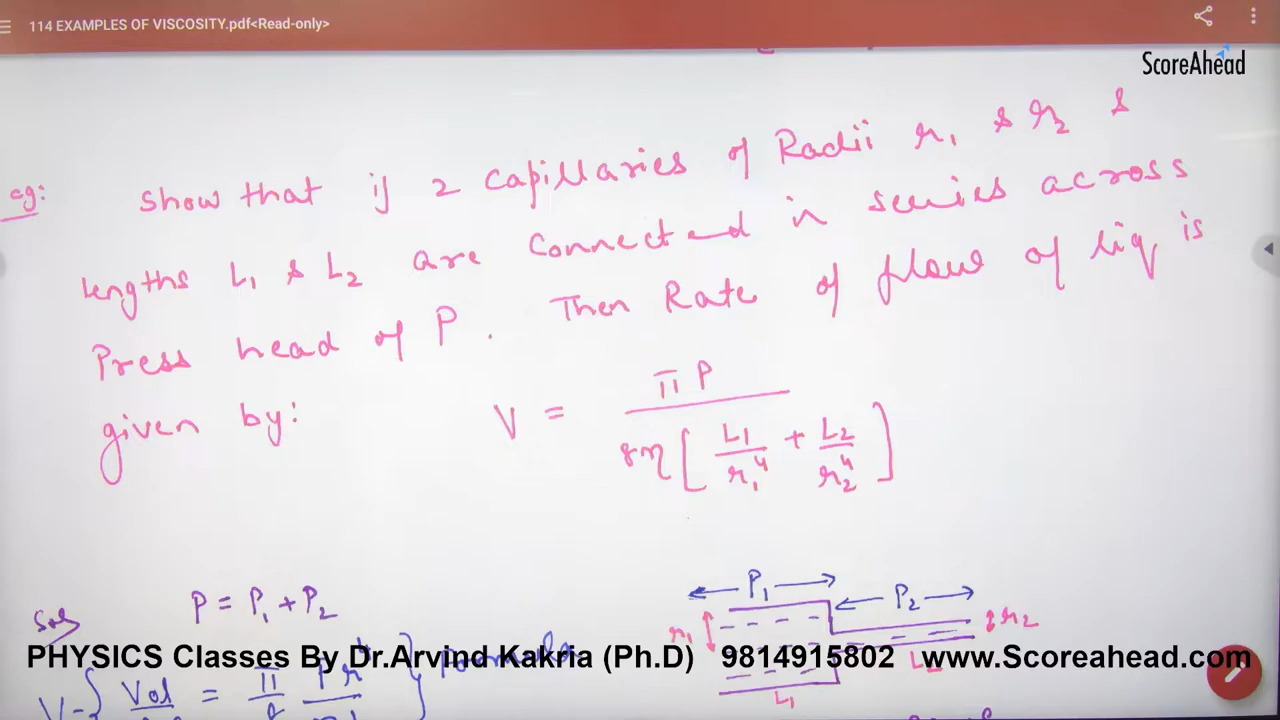 114 EXAMPLES OF VISCOSITY.pdf<Read-only>
ScoreAhead
eg: Show that if 2 Capillaries of Radii r₁ & r₂ &
lengths L₁ & L₂ are connected in series across
Press head of P. Then Rate of flow of liq is
given by:
V = πP / 8η [ L₁/r₁⁴ + L₂/r₂⁴ ]
Sol P = P₁ + P₂
P₁ P₂
r₁ r₂
PHYSICS Classes By Dr.Arvind Kakria (Ph.D) 9814915802 www.Scoreahead.com
L₁